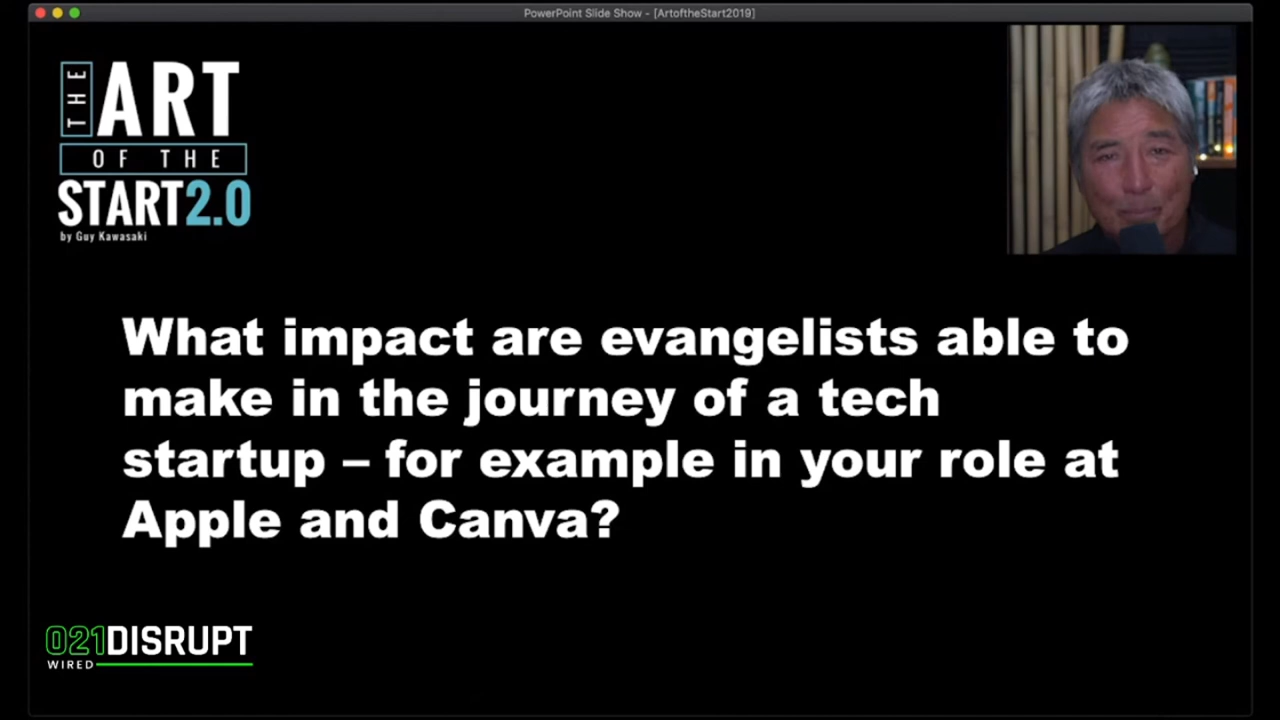 PowerPoint Slide Show - [ArtoftheStart2019]
THE ART
OF THE
START2.0
by Guy Kawasaki
What impact are evangelists able to
make in the journey of a tech
startup – for example in your role at
Apple and Canva?
021DISRUPT
WIRED